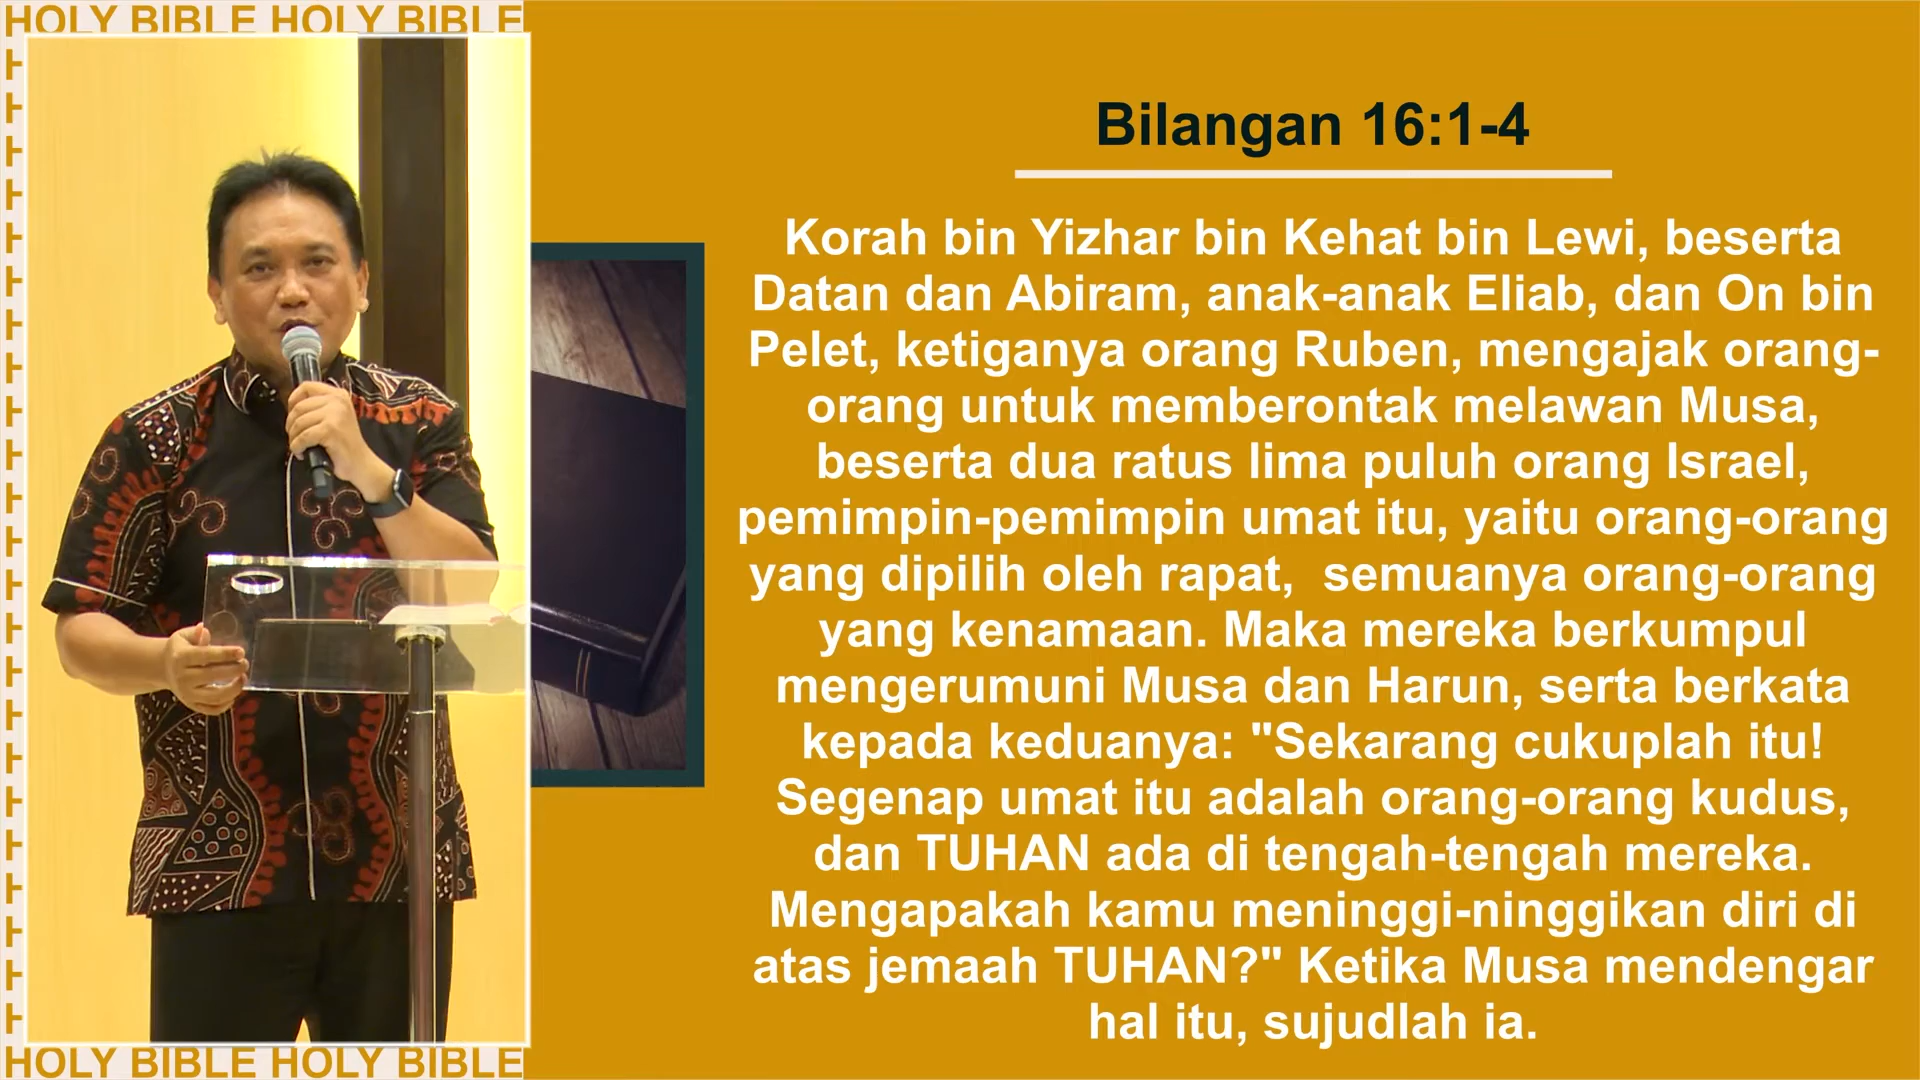 HOLY BIBLE HOLY BIBLE
Bilangan 16:1-4
Korah bin Yizhar bin Kehat bin Lewi, beserta
Datan dan Abiram, anak-anak Eliab, dan On bin
Pelet, ketiganya orang Ruben, mengajak orang-
orang untuk memberontak melawan Musa,
beserta dua ratus lima puluh orang Israel,
pemimpin-pemimpin umat itu, yaitu orang-orang
yang dipilih oleh rapat,  semuanya orang-orang
yang kenamaan. Maka mereka berkumpul
mengerumuni Musa dan Harun, serta berkata
kepada keduanya: "Sekarang cukuplah itu!
Segenap umat itu adalah orang-orang kudus,
dan TUHAN ada di tengah-tengah mereka.
Mengapakah kamu meninggi-ninggikan diri di
atas jemaah TUHAN?" Ketika Musa mendengar
hal itu, sujudlah ia.
HOLY BIBLE HOLY BIBLE